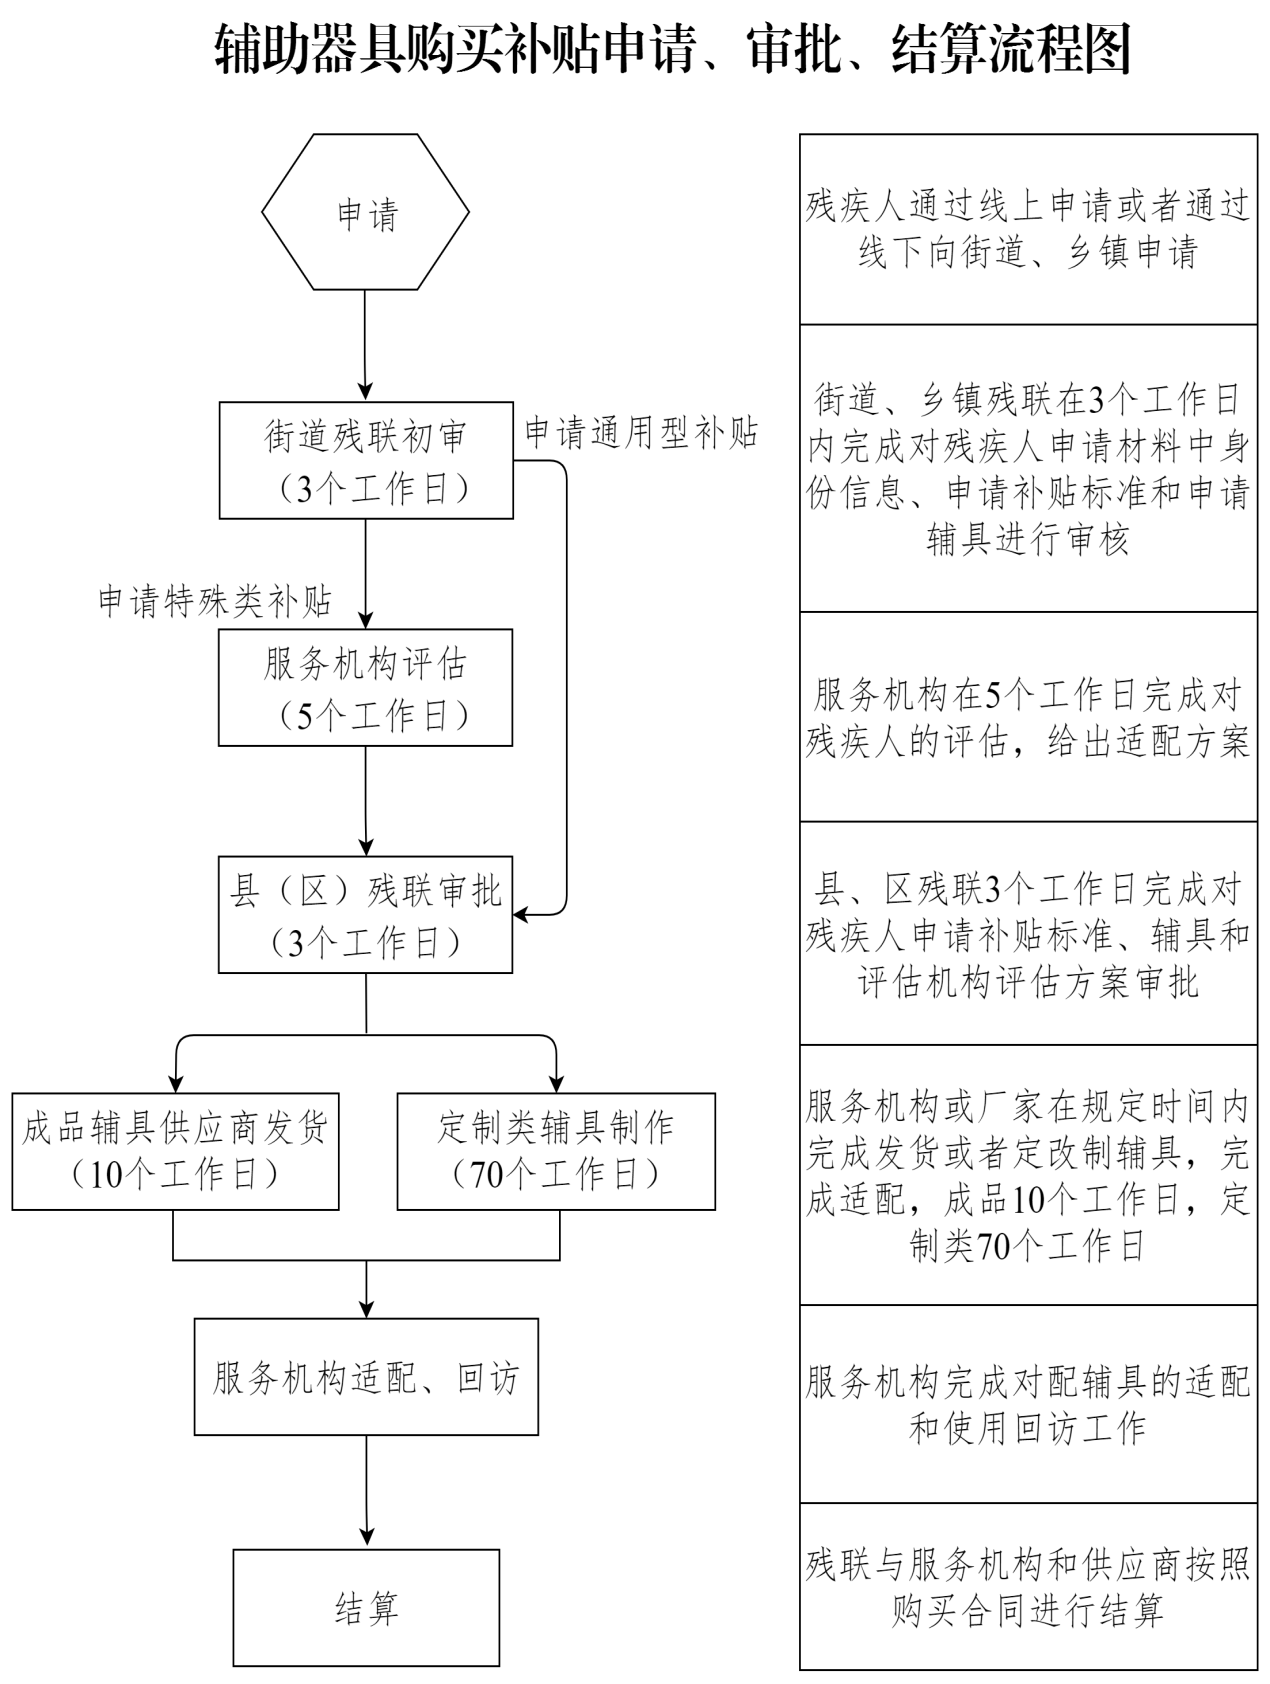 辅助器具购买补贴申请、审批、结算流程图
申请
残疾人通过线上申请或者通过
线下向街道、乡镇申请
街道残联初审
（3个工作日）
申请通用型补贴
街道、乡镇残联在3个工作日
内完成对残疾人申请材料中身
份信息、申请补贴标准和申请
辅具进行审核
申请特殊类补贴
服务机构评估
（5个工作日）
服务机构在5个工作日完成对
残疾人的评估，给出适配方案
县（区）残联审批
（3个工作日）
县、区残联3个工作日完成对
残疾人申请补贴标准、辅具和
评估机构评估方案审批
成品辅具供应商发货
（10个工作日）
定制类辅具制作
（70个工作日）
服务机构或厂家在规定时间内
完成发货或者定改制辅具，完
成适配，成品10个工作日，定
制类70个工作日
服务机构适配、回访
服务机构完成对配辅具的适配
和使用回访工作
结算
残联与服务机构和供应商按照
购买合同进行结算